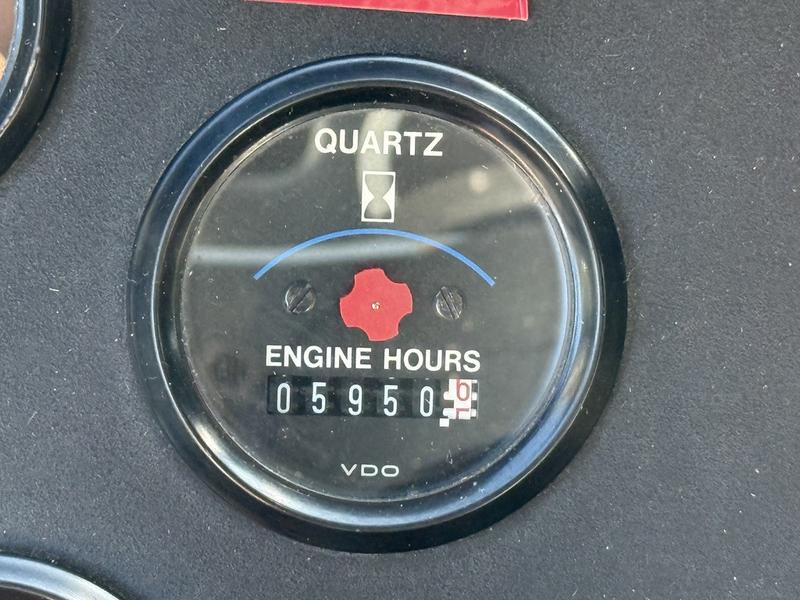 QUARTZ
ENGINE HOURS
05950
VDO